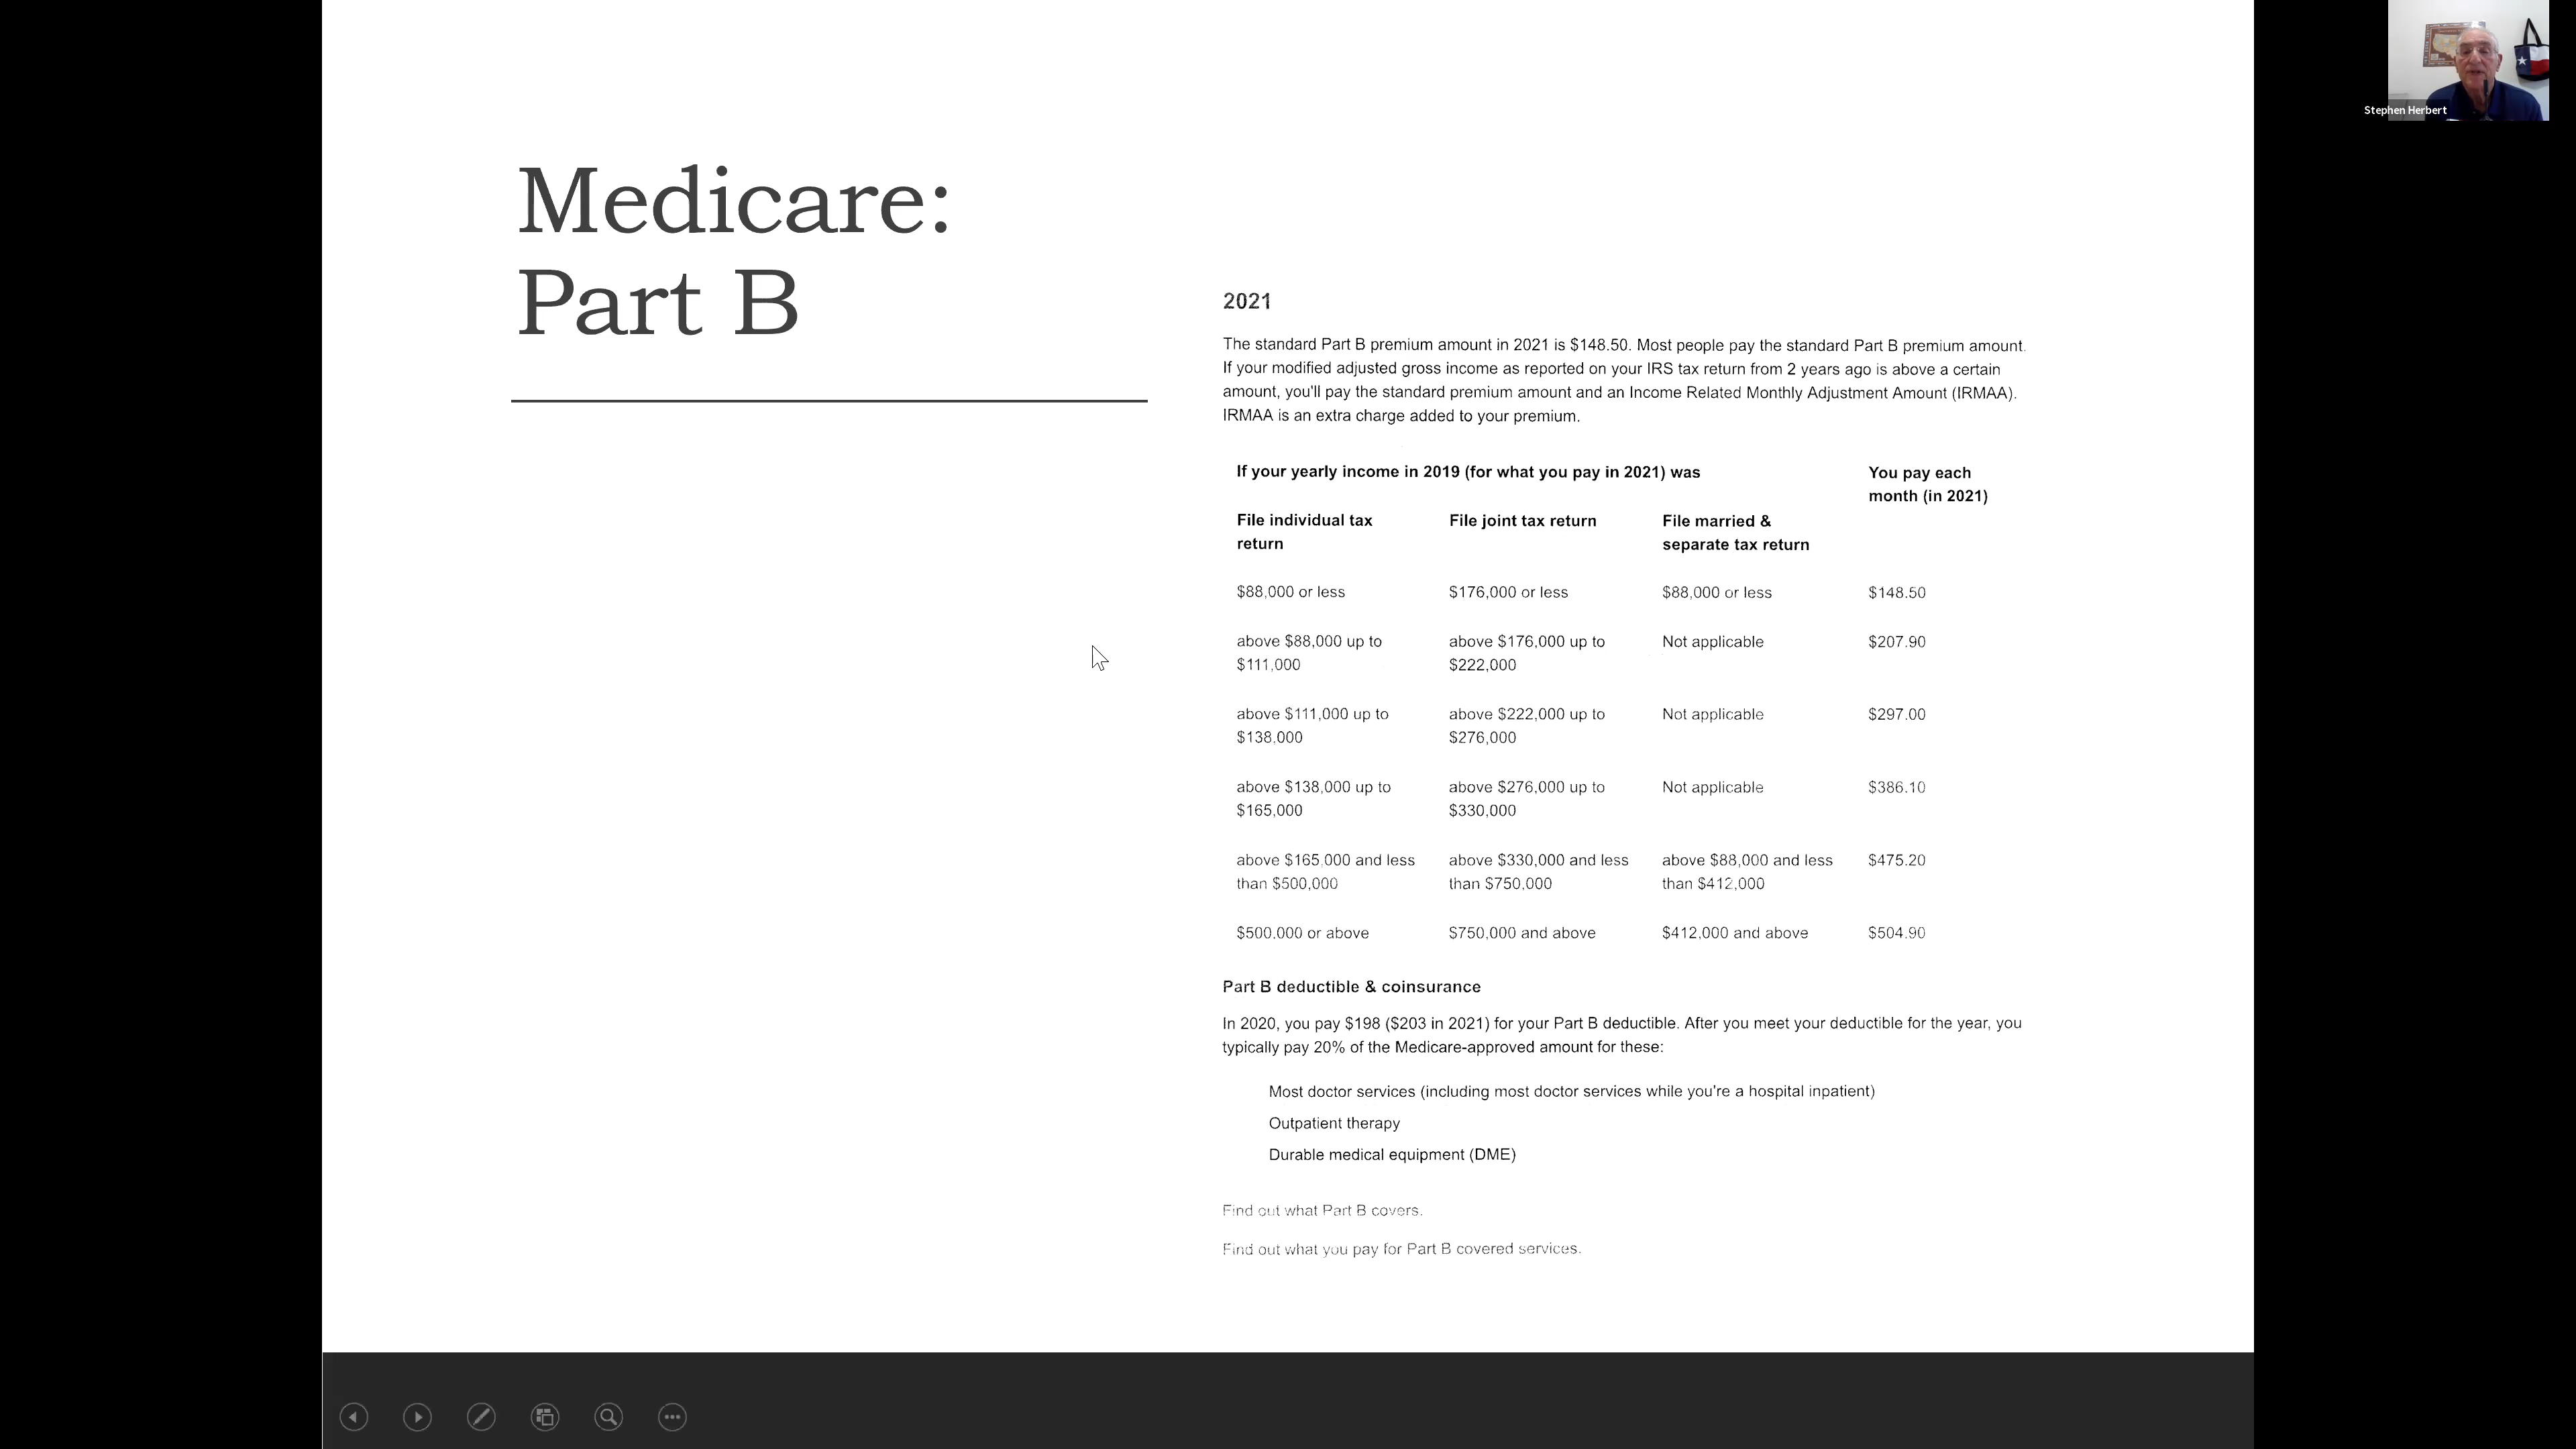 Stephen Herbert
Medicare:
Part B
2021
The standard Part B premium amount in 2021 is $148.50. Most people pay the standard Part B premium amount.
If your modified adjusted gross income as reported on your IRS tax return from 2 years ago is above a certain
amount, you'll pay the standard premium amount and an Income Related Monthly Adjustment Amount (IRMAA).
IRMAA is an extra charge added to your premium.
If your yearly income in 2019 (for what you pay in 2021) was
You pay each
month (in 2021)
File individual tax
return
File joint tax return
File married &
separate tax return
$88,000 or less
$176,000 or less
$88,000 or less
$148.50
above $88,000 up to
$111,000
above $176,000 up to
$222,000
Not applicable
$207.90
above $111,000 up to
$138,000
above $222,000 up to
$276,000
Not applicable
$297.00
above $138,000 up to
$165,000
above $276,000 up to
$330,000
Not applicable
$386.10
above $165,000 and less
than $500,000
above $330,000 and less
than $750,000
above $88,000 and less
than $412,000
$475.20
$500,000 or above
$750,000 and above
$412,000 and above
$504.90
Part B deductible & coinsurance
In 2020, you pay $198 ($203 in 2021) for your Part B deductible. After you meet your deductible for the year, you
typically pay 20% of the Medicare-approved amount for these:
Most doctor services (including most doctor services while you're a hospital inpatient)
Outpatient therapy
Durable medical equipment (DME)
Find out what Part B covers.
Find out what you pay for Part B covered services.